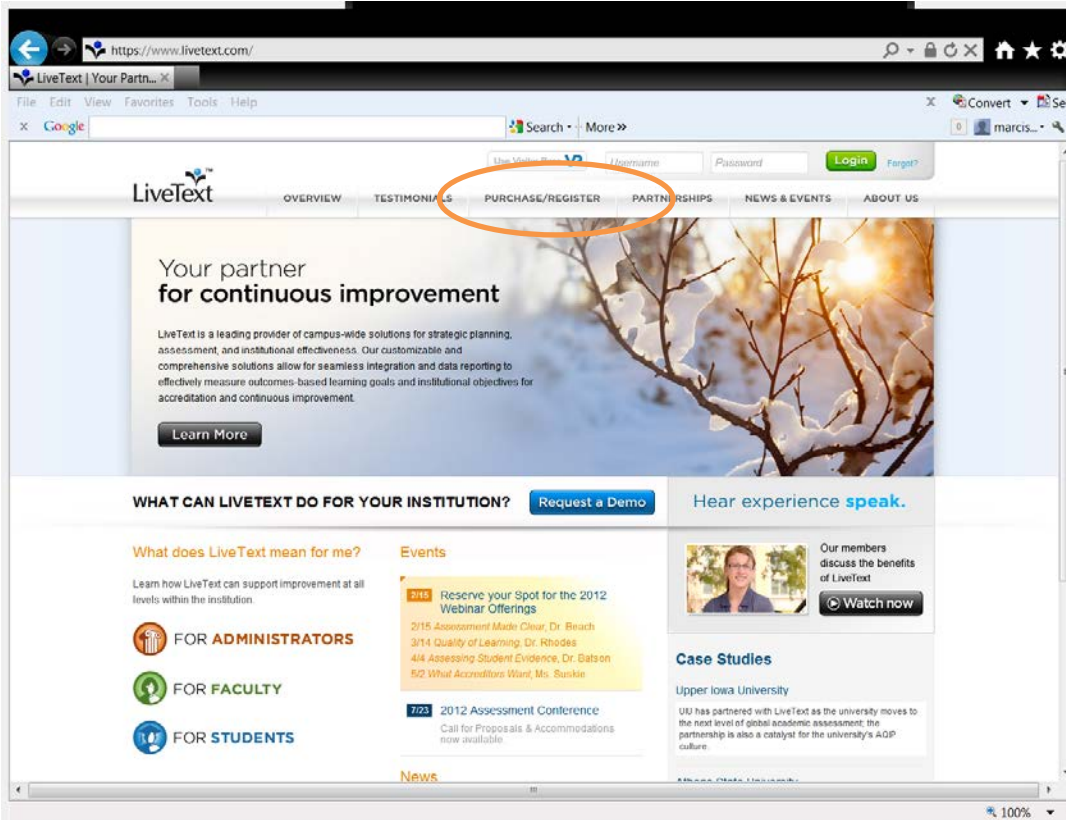 https://www.livetext.com/
LiveText | Your Partn...
File Edit View Favorites Tools Help
X Convert Se
x Google Search More »
0 marcis...
Use Visitor Username Password Login Forgot?
LiveText™
OVERVIEW TESTIMONIALS PURCHASE/REGISTER PARTNERSHIPS NEWS & EVENTS ABOUT US
Your partner
for continuous improvement
LiveText is a leading provider of campus-wide solutions for strategic planning,
assessment, and institutional effectiveness. Our customizable and
comprehensive solutions allow for seamless integration and data reporting to
effectively measure outcomes-based learning goals and institutional objectives for
accreditation and continuous improvement.
Learn More
WHAT CAN LIVETEXT DO FOR YOUR INSTITUTION? Request a Demo
Hear experience speak.
What does LiveText mean for me?
Learn how LiveText can support improvement at all
levels within the institution.
FOR ADMINISTRATORS
FOR FACULTY
FOR STUDENTS
Events
2/15 Reserve your Spot for the 2012
Webinar Offerings
2/15 Assessment Made Clear, Dr. Beach
3/14 Quality of Learning, Dr. Rhodes
4/4 Assessing Student Evidence, Dr. Batson
5/2 What Accreditors Want, Ms. Suskie
7/23 2012 Assessment Conference
Call for Proposals & Accommodations
now available.
News
Our members
discuss the benefits
of LiveText
Watch now
Case Studies
Upper Iowa University
UIU has partnered with LiveText as the university moves to
the next level of global academic assessment; the
partnership is also a catalyst for the university's AQIP
culture.
State University
100%